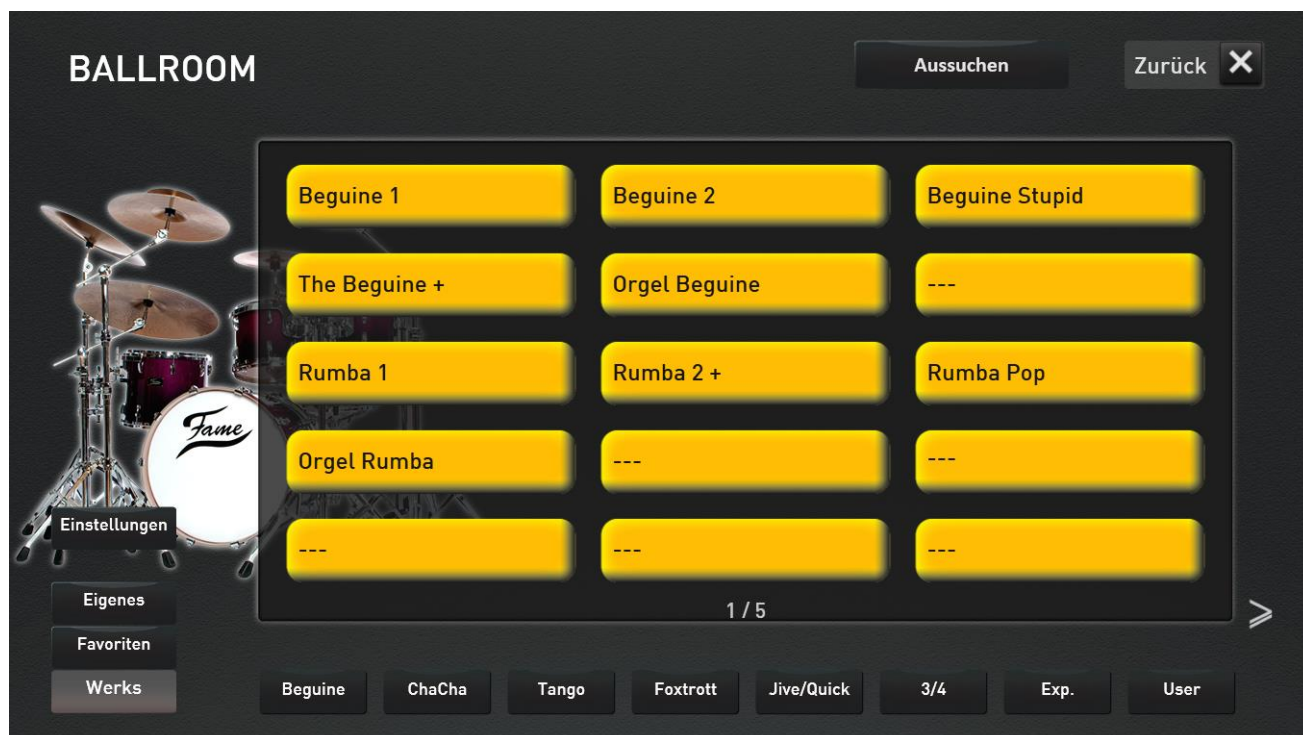 BALLROOM
Aussuchen
Zurück
Beguine 1
Beguine 2
Beguine Stupid
The Beguine +
Orgel Beguine
---
Rumba 1
Rumba 2 +
Rumba Pop
Fame
Orgel Rumba
---
---
Einstellungen
---
---
---
Eigenes
1 / 5
Favoriten
Werks
Beguine
ChaCha
Tango
Foxtrott
Jive/Quick
3/4
Exp.
User